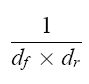 1
d_f × d_r